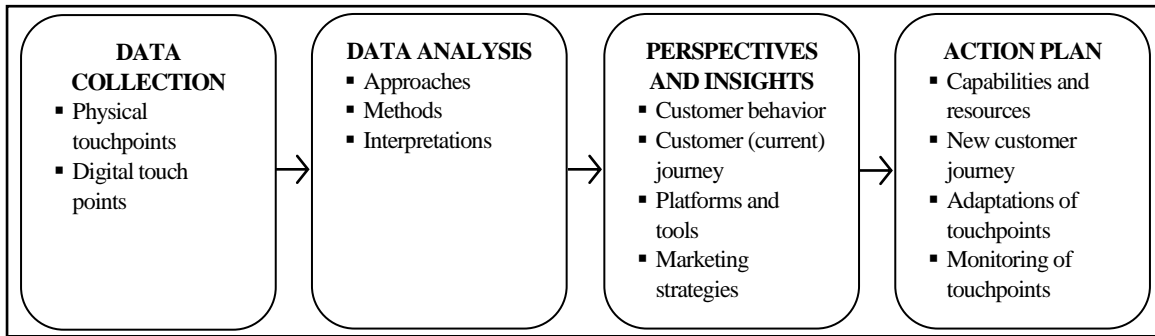 DATA
COLLECTION
▪ Physical
touchpoints
▪ Digital touch
points
DATA ANALYSIS
▪ Approaches
▪ Methods
▪ Interpretations
PERSPECTIVES
AND INSIGHTS
▪ Customer behavior
▪ Customer (current)
journey
▪ Platforms and
tools
▪ Marketing
strategies
ACTION PLAN
▪ Capabilities and
resources
▪ New customer
journey
▪ Adaptations of
touchpoints
▪ Monitoring of
touchpoints